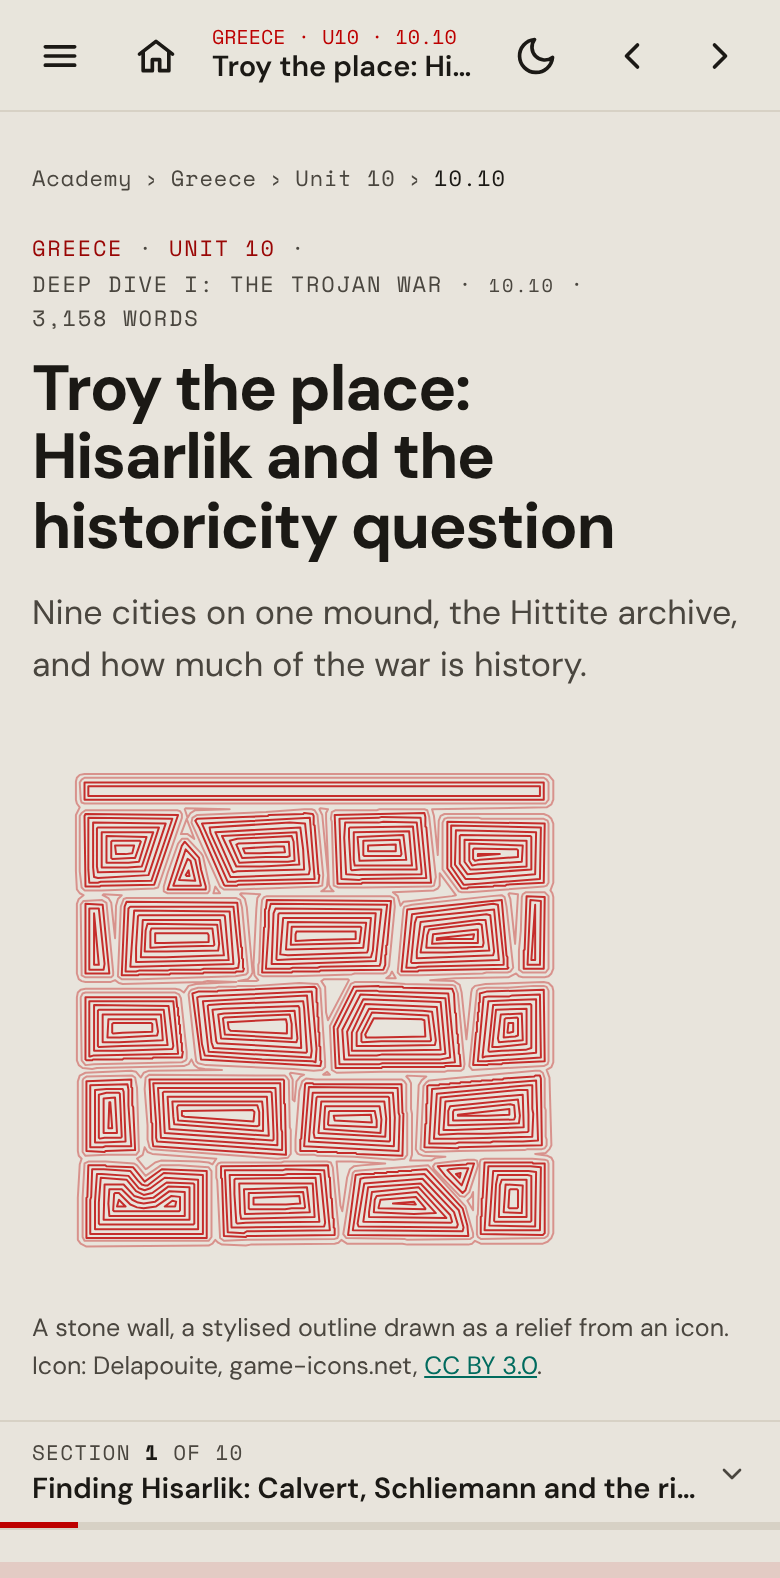 GREECE · U10 · 10.10
Troy the place: Hi...
Academy › Greece › Unit 10 › 10.10
GREECE · UNIT 10 ·
DEEP DIVE I: THE TROJAN WAR · 10.10 ·
3,158 WORDS
Troy the place:
Hisarlik and the
historicity question
Nine cities on one mound, the Hittite archive,
and how much of the war is history.
A stone wall, a stylised outline drawn as a relief from an icon.
Icon: Delapouite, game-icons.net, CC BY 3.0.
SECTION 1 OF 10
Finding Hisarlik: Calvert, Schliemann and the ri...